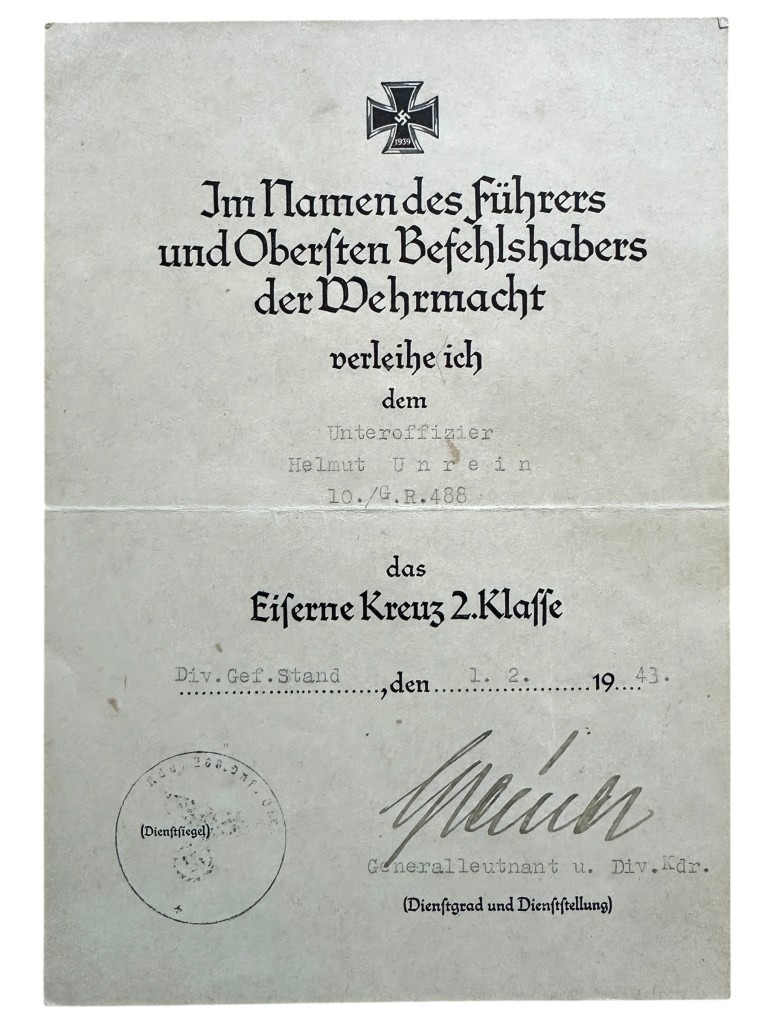 1939
Im Namen des Führers
und Oberſten Befehlshabers
der Wehrmacht
verleihe ich
dem
Unteroffizier
Helmut U n r e i n
10./G.R.488
das
Eiſerne Kreuz 2.Klaſſe
Div.Gef.Stand, den 1. 2. 1943.
(Dienſtſiegel)
Generalleutnant u. Div.Kdr.
(Dienſtgrad und Dienſtſtellung)